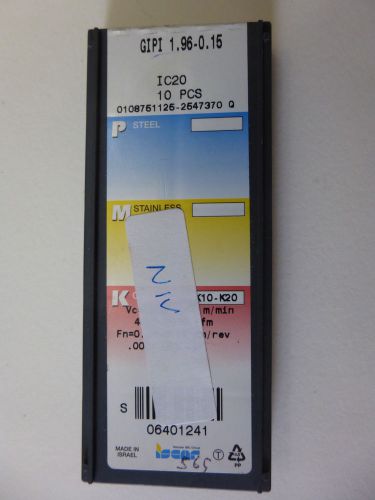 GIPI 1.96-0.15
IC20
10 PCS
0108751125-2547370 Q
P STEEL
M STAINLESS
K K10-K20
Vc m/min
4 fm
Fn=0. /rev
.00
S
06401241
MADE IN
ISRAEL
iscar
T
PP